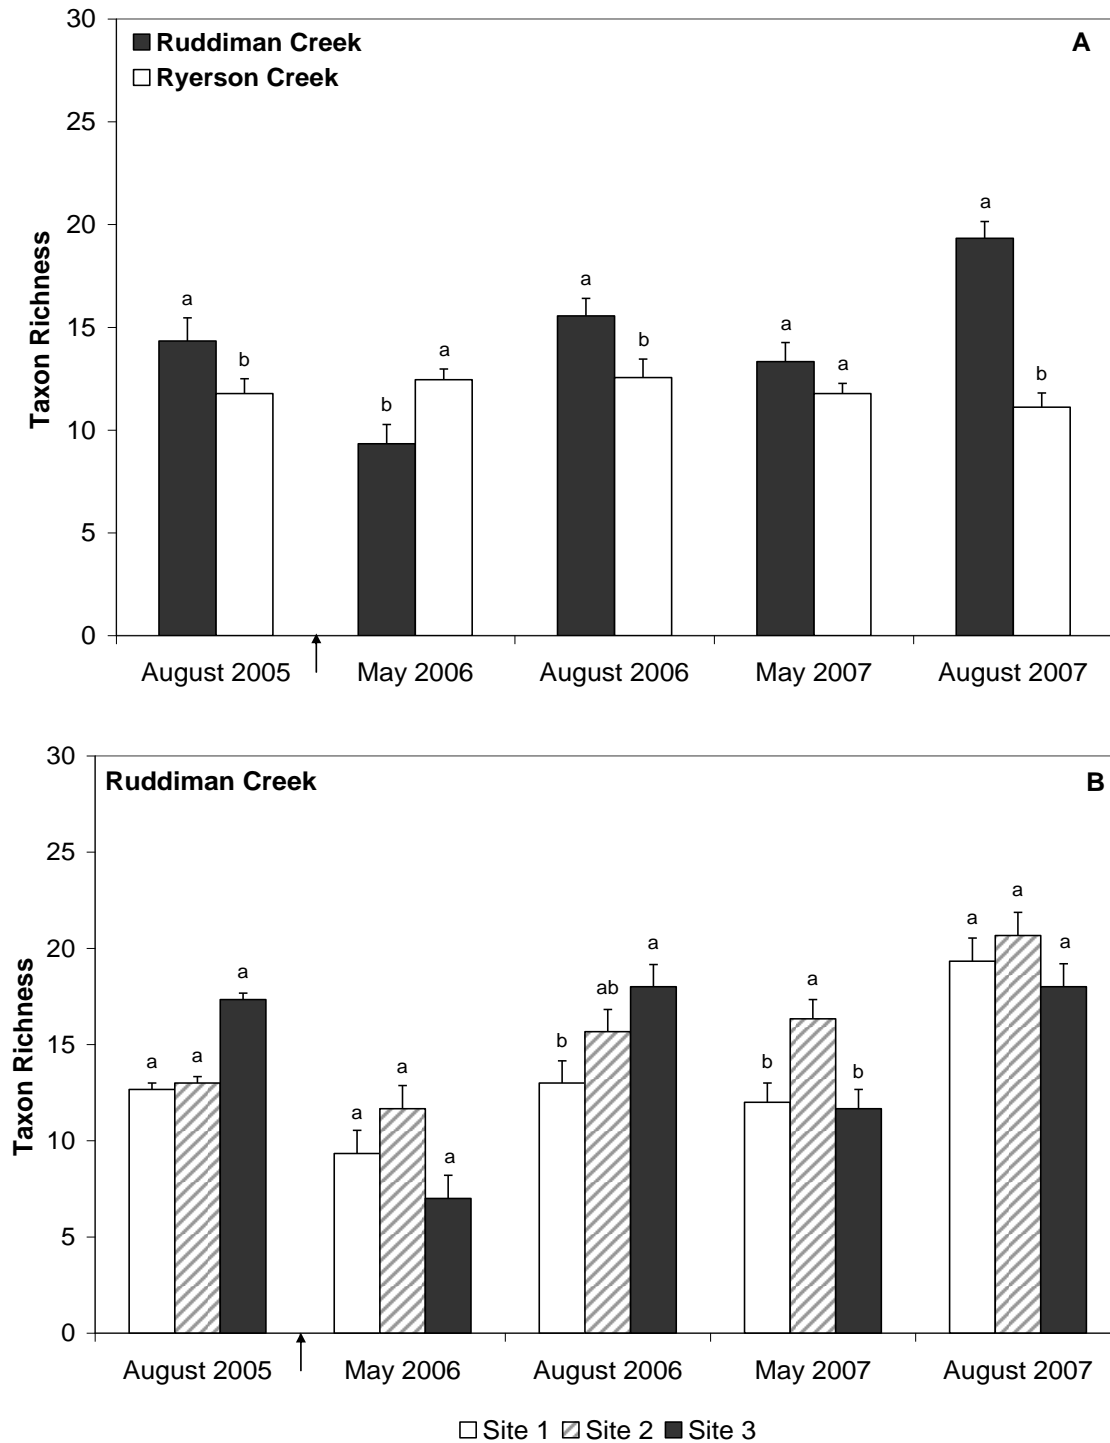 30
25
20
15
10
5
0
Taxon Richness
Ruddiman Creek
Ryerson Creek
A
a
b
b
a
a
b
a
a
a
b
August 2005
May 2006
August 2006
May 2007
August 2007
30
25
20
15
10
5
0
Taxon Richness
Ruddiman Creek
B
a
a
a
a
a
a
b
ab
a
b
a
b
a
a
a
August 2005
May 2006
August 2006
May 2007
August 2007
Site 1 Site 2 Site 3